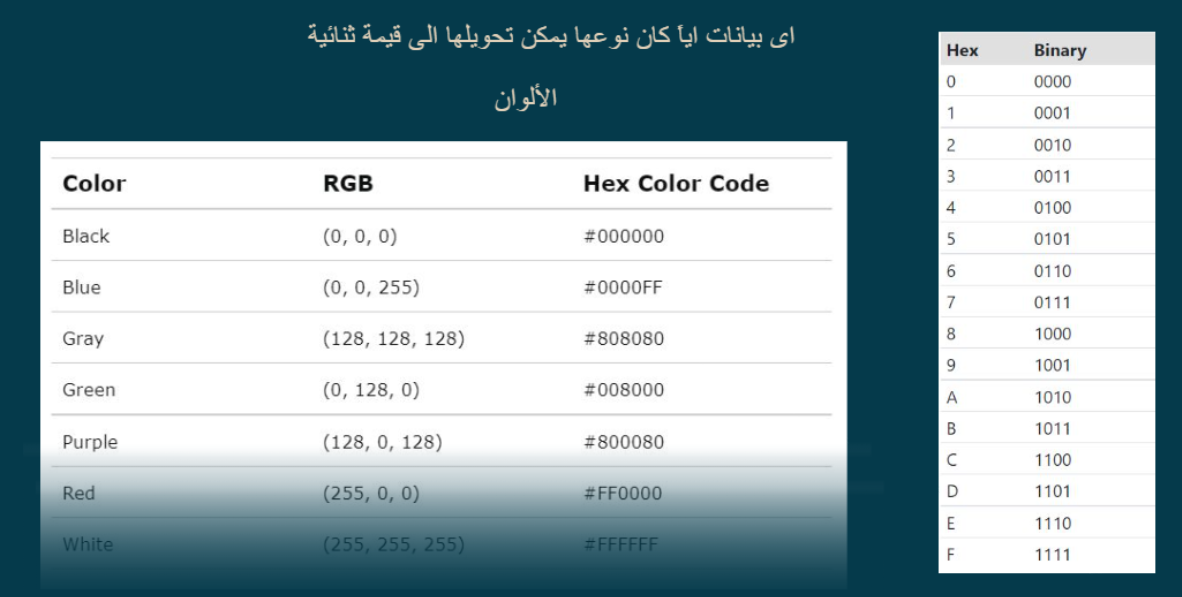 اى بيانات اياً كان نوعها يمكن تحويلها الى قيمة ثنائية
الألوان
Color RGB Hex Color Code
Black (0, 0, 0) #000000
Blue (0, 0, 255) #0000FF
Gray (128, 128, 128) #808080
Green (0, 128, 0) #008000
Purple (128, 0, 128) #800080
Red (255, 0, 0) #FF0000
White (255, 255, 255) #FFFFFF
Hex Binary
0 0000
1 0001
2 0010
3 0011
4 0100
5 0101
6 0110
7 0111
8 1000
9 1001
A 1010
B 1011
C 1100
D 1101
E 1110
F 1111